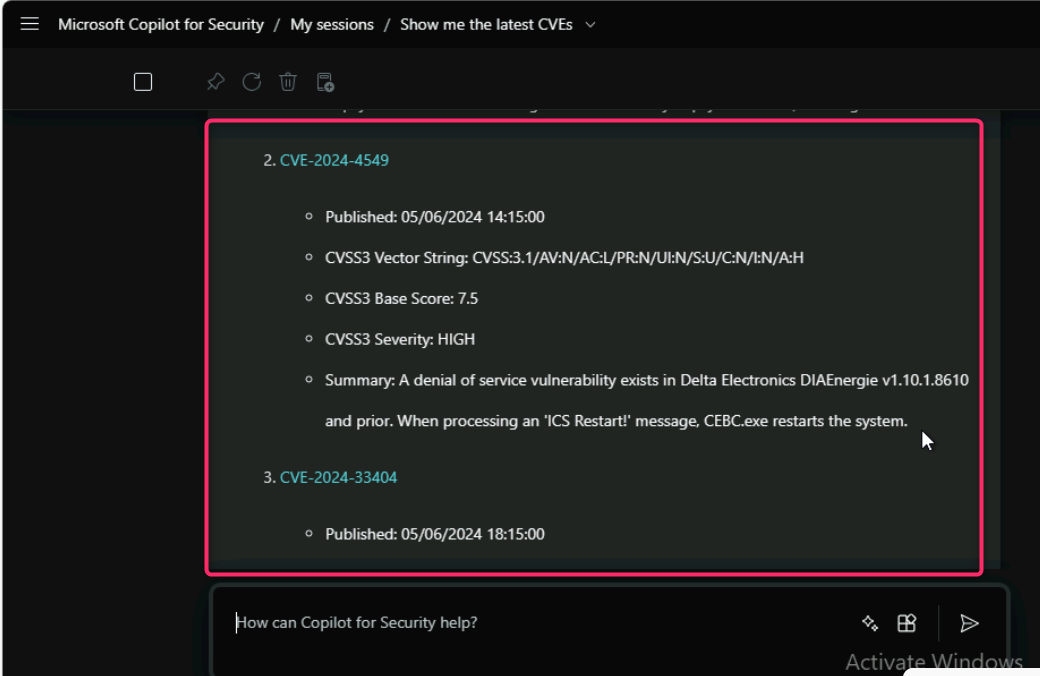 Microsoft Copilot for Security / My sessions / Show me the latest CVEs
2. CVE-2024-4549
Published: 05/06/2024 14:15:00
CVSS3 Vector String: CVSS:3.1/AV:N/AC:L/PR:N/UI:N/S:U/C:N/I:N/A:H
CVSS3 Base Score: 7.5
CVSS3 Severity: HIGH
Summary: A denial of service vulnerability exists in Delta Electronics DIAEnergie v1.10.1.8610
and prior. When processing an 'ICS Restart!' message, CEBC.exe restarts the system.
3. CVE-2024-33404
Published: 05/06/2024 18:15:00
How can Copilot for Security help?
Activate Windows